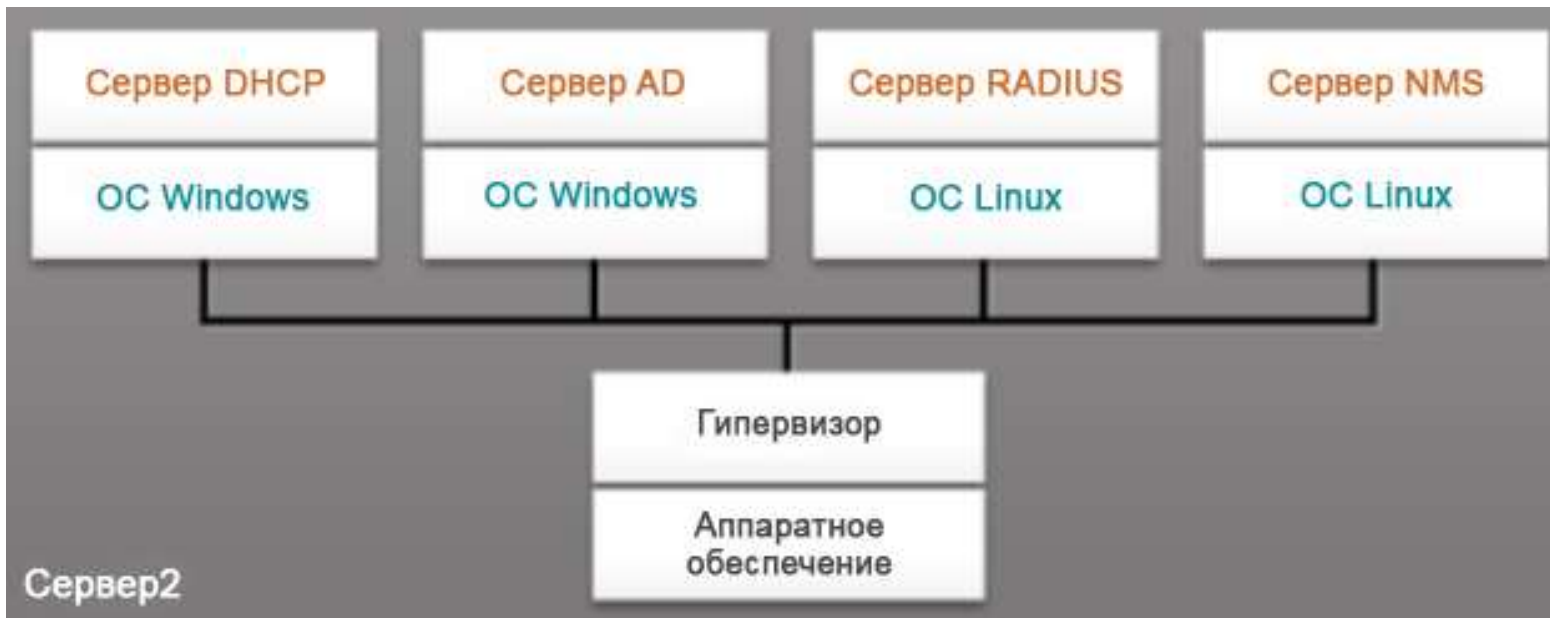 Сервер DHCP
Сервер AD
Сервер RADIUS
Сервер NMS
ОС Windows
ОС Windows
ОС Linux
ОС Linux
Гипервизор
Аппаратное
обеспечение
Сервер2